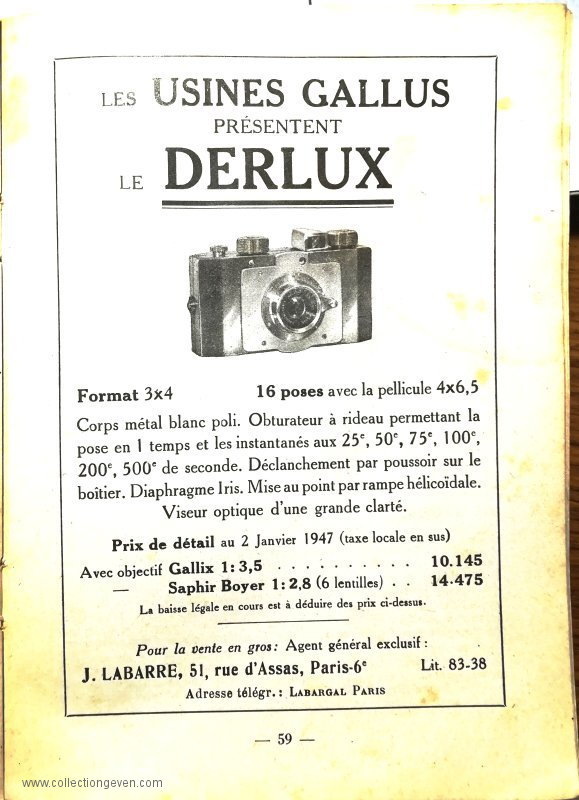 LES USINES GALLUS
PRÉSENTENT
LE DERLUX
Format 3x4 16 poses avec la pellicule 4x6,5
Corps métal blanc poli. Obturateur à rideau permettant la
pose en 1 temps et les instantanés aux 25e, 50e, 75e, 100e,
200e, 500e de seconde. Déclanchement par poussoir sur le
boîtier. Diaphragme Iris. Mise au point par rampe hélicoïdale.
Viseur optique d'une grande clarté.
Prix de détail au 2 Janvier 1947 (taxe locale en sus)
Avec objectif Gallix 1:3,5 . . . . . . . . . . 10.145
— Saphir Boyer 1:2,8 (6 lentilles) . . 14.475
La baisse légale en cours est à déduire des prix ci-dessus.
Pour la vente en gros: Agent général exclusif :
J. LABARRE, 51, rue d'Assas, Paris-6e Lit. 83-38
Adresse télégr.: LABARGAL PARIS
— 59 —
www.collectiongeven.com